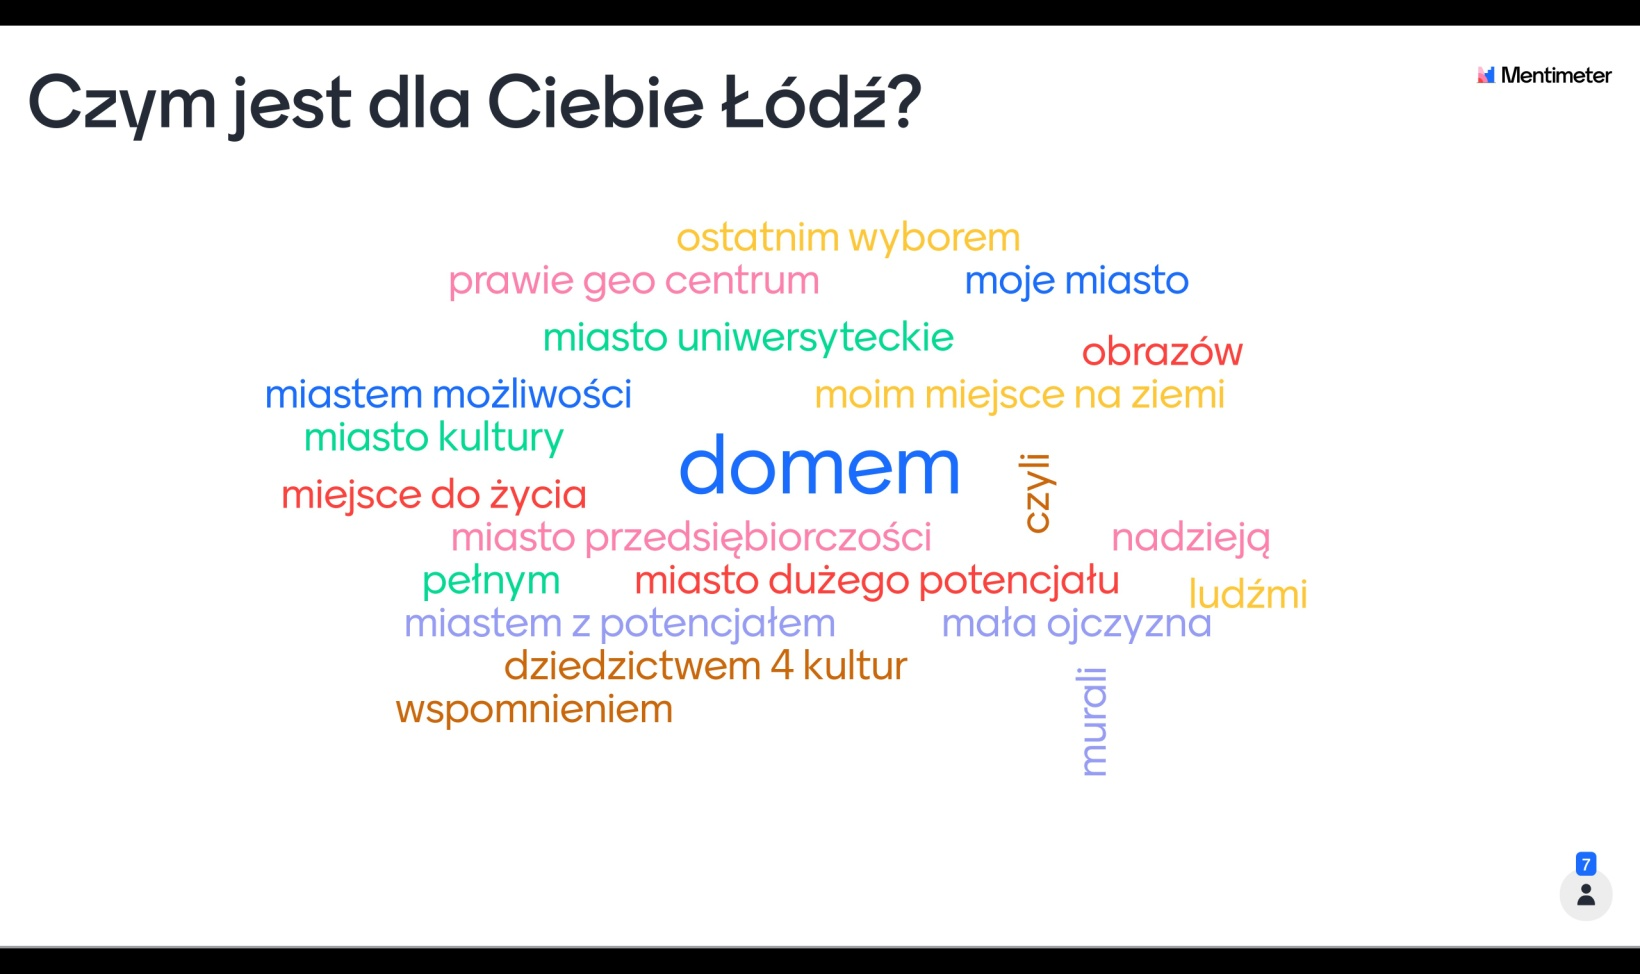 Czym jest dla Ciebie Łódź?
Mentimeter
ostatnim wyborem
prawie geo centrum
moje miasto
miasto uniwersyteckie
obrazów
miastem możliwości
moim miejsce na ziemi
miasto kultury
domem
czyli
miejsce do życia
miasto przedsiębiorczości
nadzieją
pełnym
miasto dużego potencjału
ludźmi
miastem z potencjałem
mała ojczyzna
dziedzictwem 4 kultur
murali
wspomnieniem
7